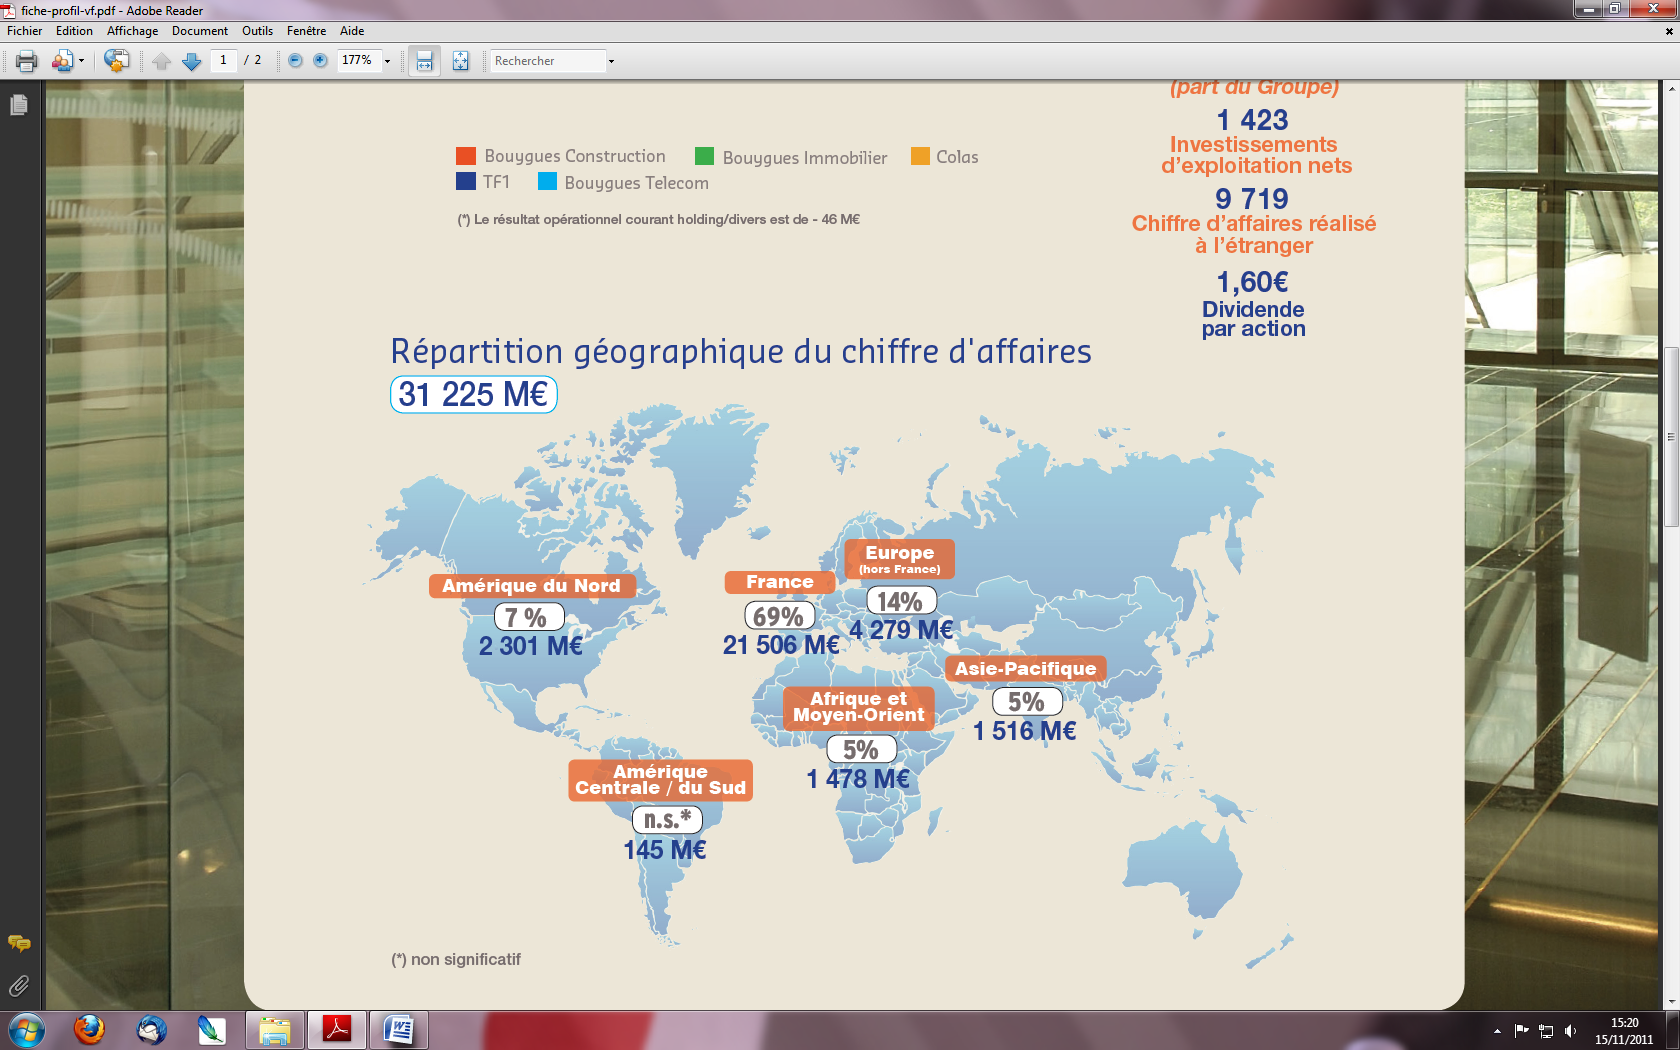 fiche-profil-vf.pdf - Adobe Reader
Fichier Edition Affichage Document Outils Fenêtre Aide
1 / 2 177% Rechercher
(part du Groupe)
1 423
Investissements
d'exploitation nets
9 719
Chiffre d'affaires réalisé
à l'étranger
1,60€
Dividende
par action
Bouygues Construction Bouygues Immobilier Colas
TF1 Bouygues Telecom
(*) Le résultat opérationnel courant holding/divers est de - 46 M€
Répartition géographique du chiffre d'affaires
31 225 M€
Amérique du Nord
7 %
2 301 M€
France
69%
21 506 M€
Europe
(hors France)
14%
4 279 M€
Asie-Pacifique
5%
1 516 M€
Afrique et
Moyen-Orient
5%
1 478 M€
Amérique
Centrale / du Sud
n.s.*
145 M€
(*) non significatif
15:20
15/11/2011